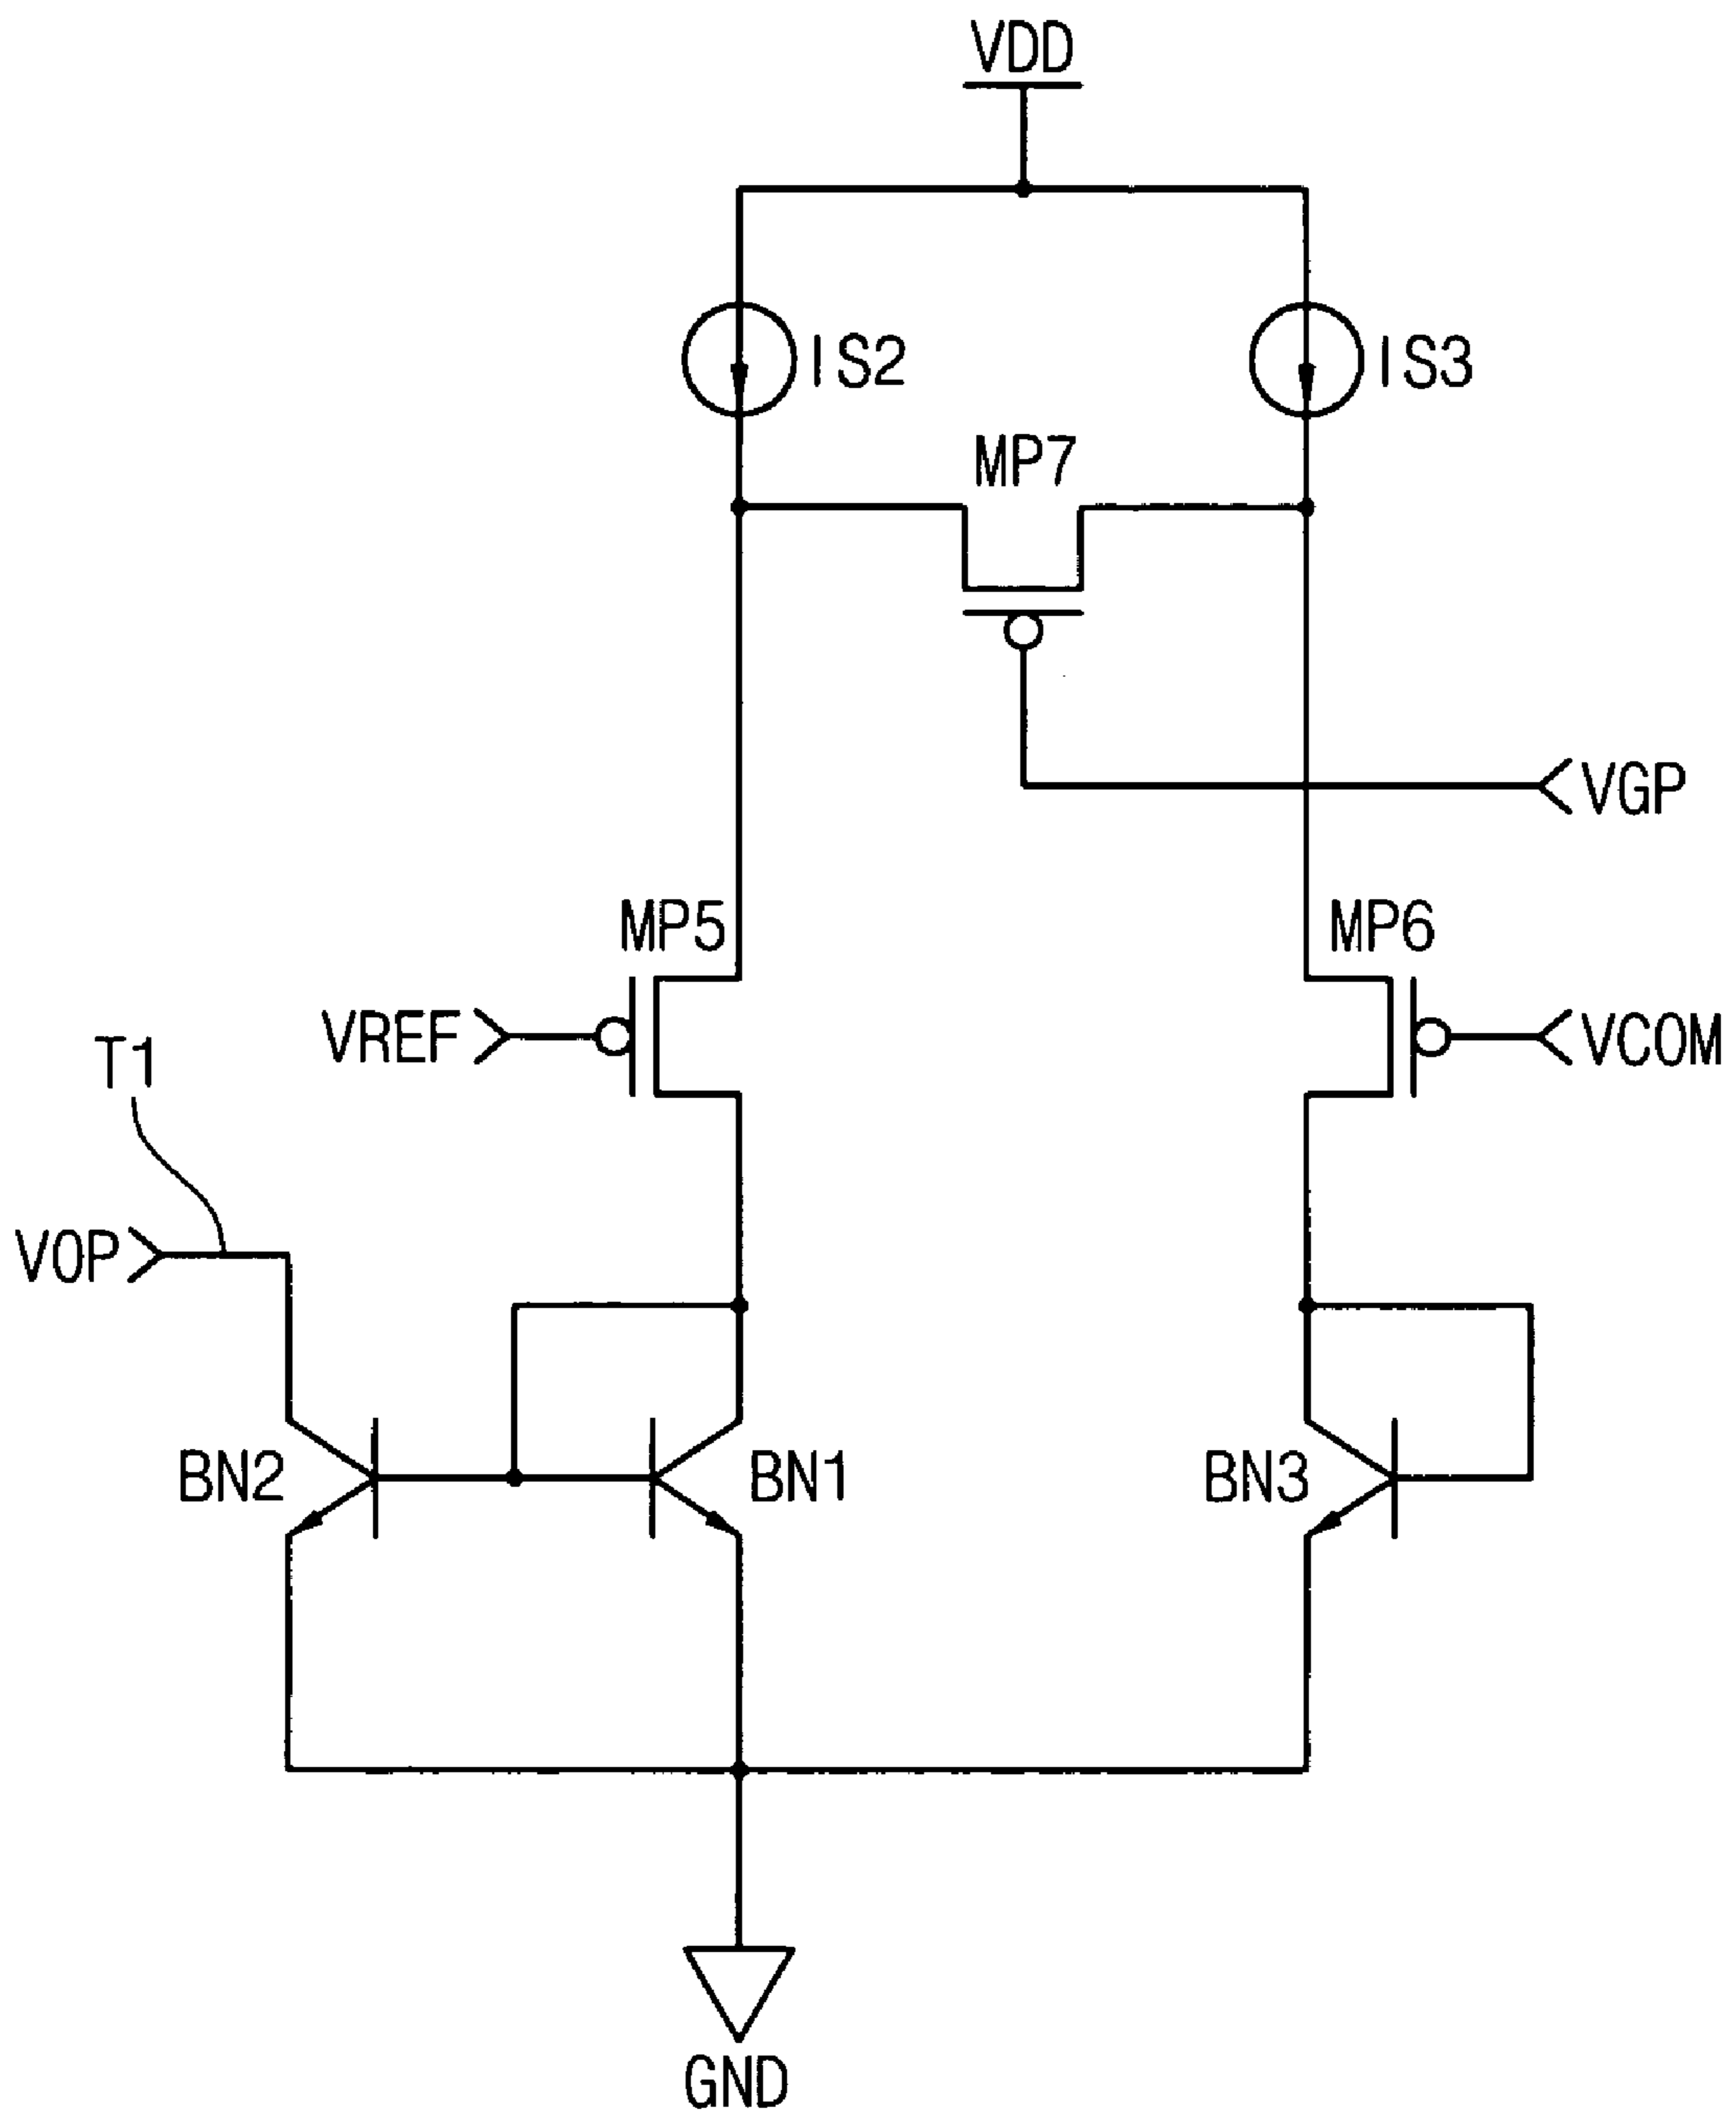 VDD
IS2
IS3
MP7
VGP
MP5
MP6
VREF
VCOM
T1
VOP
BN2
BN1
BN3
GND